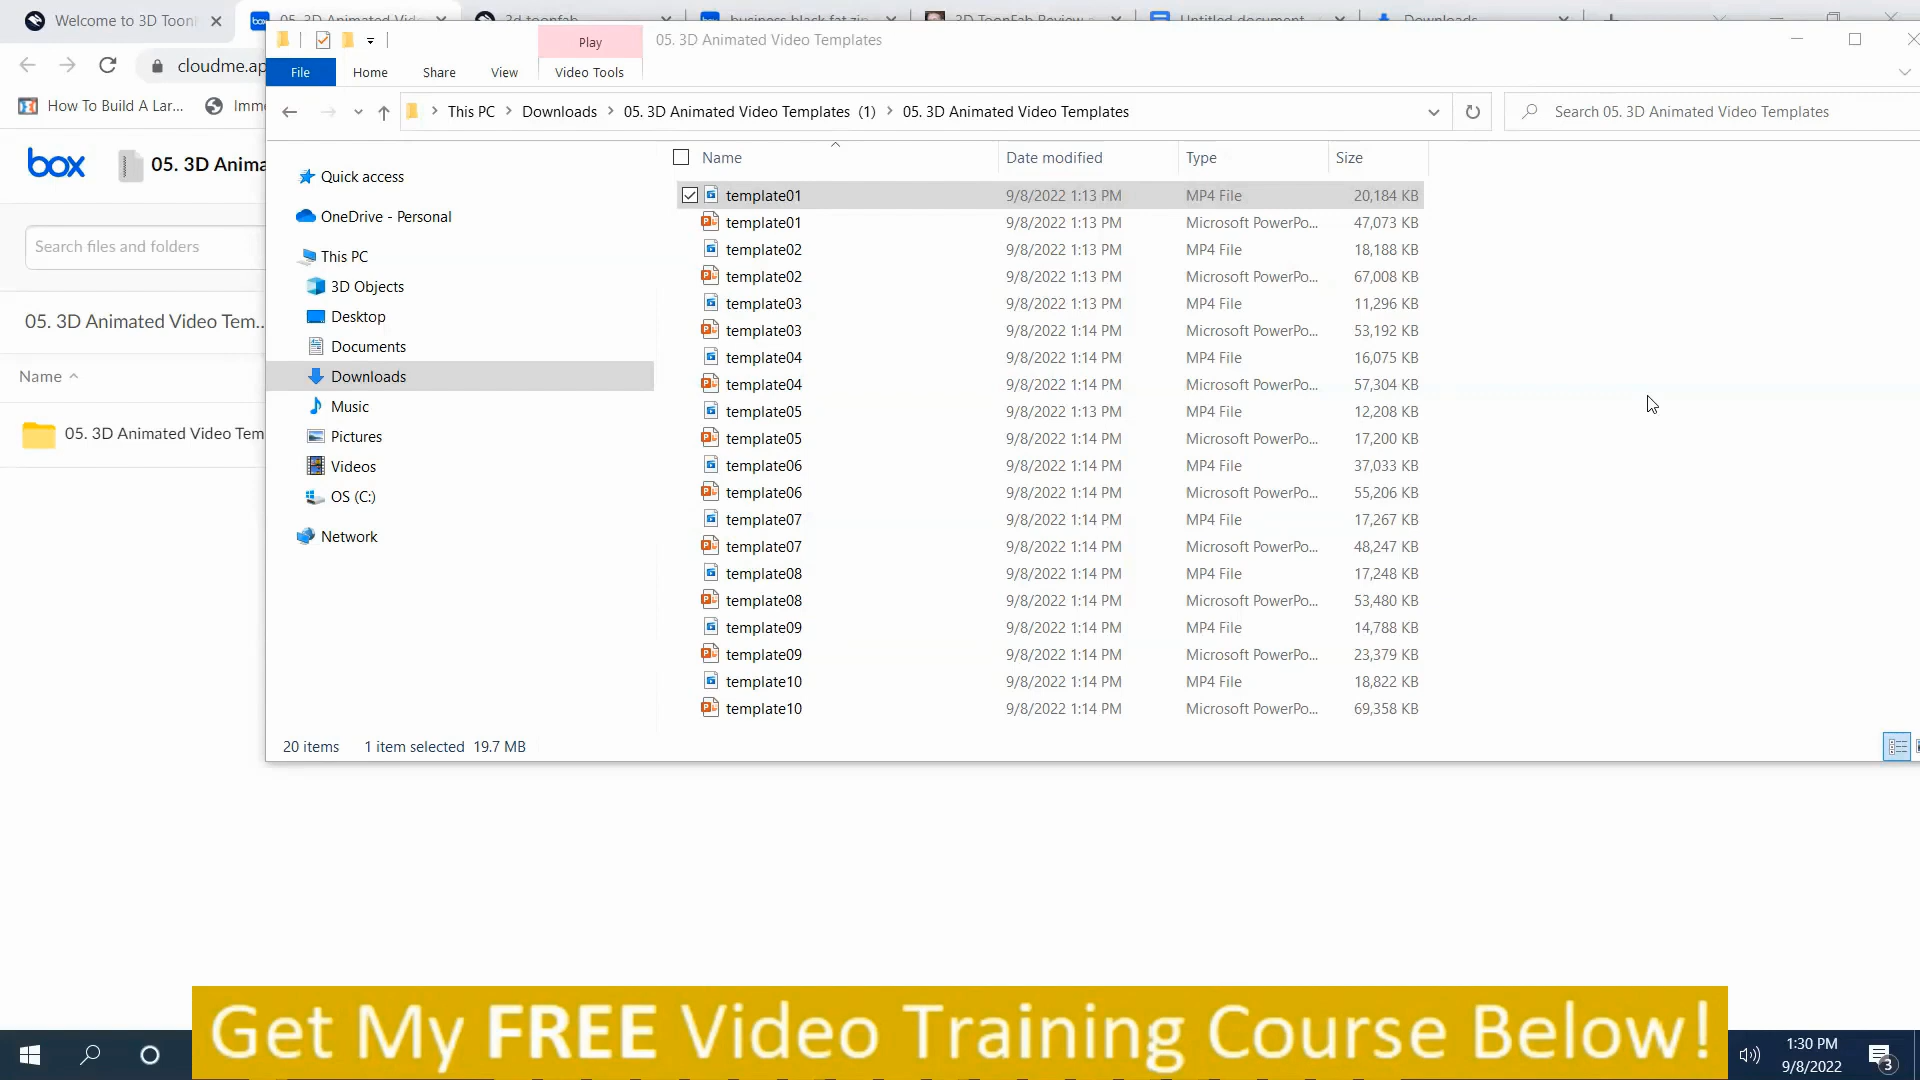 Welcome to 3D Toon
05. 3D Animated Vid
3d toonfab
business black fat.zip
3D ToonFab Review
Untitled document
Downloads
cloudme.ap
How To Build A Lar...
Imm
box
05. 3D Anima
Search files and folders
05. 3D Animated Video Tem...
Name
05. 3D Animated Video Tem
Play
05. 3D Animated Video Templates
File
Home
Share
View
Video Tools
This PC
Downloads
05. 3D Animated Video Templates (1)
05. 3D Animated Video Templates
Search 05. 3D Animated Video Templates
Quick access
OneDrive - Personal
This PC
3D Objects
Desktop
Documents
Downloads
Music
Pictures
Videos
OS (C:)
Network
Name Date modified Type Size
template01 9/8/2022 1:13 PM MP4 File 20,184 KB
template01 9/8/2022 1:13 PM Microsoft PowerPo... 47,073 KB
template02 9/8/2022 1:13 PM MP4 File 18,188 KB
template02 9/8/2022 1:13 PM Microsoft PowerPo... 67,008 KB
template03 9/8/2022 1:13 PM MP4 File 11,296 KB
template03 9/8/2022 1:14 PM Microsoft PowerPo... 53,192 KB
template04 9/8/2022 1:14 PM MP4 File 16,075 KB
template04 9/8/2022 1:14 PM Microsoft PowerPo... 57,304 KB
template05 9/8/2022 1:13 PM MP4 File 12,208 KB
template05 9/8/2022 1:14 PM Microsoft PowerPo... 17,200 KB
template06 9/8/2022 1:14 PM MP4 File 37,033 KB
template06 9/8/2022 1:14 PM Microsoft PowerPo... 55,206 KB
template07 9/8/2022 1:14 PM MP4 File 17,267 KB
template07 9/8/2022 1:14 PM Microsoft PowerPo... 48,247 KB
template08 9/8/2022 1:14 PM MP4 File 17,248 KB
template08 9/8/2022 1:14 PM Microsoft PowerPo... 53,480 KB
template09 9/8/2022 1:14 PM MP4 File 14,788 KB
template09 9/8/2022 1:14 PM Microsoft PowerPo... 23,379 KB
template10 9/8/2022 1:14 PM MP4 File 18,822 KB
template10 9/8/2022 1:14 PM Microsoft PowerPo... 69,358 KB
20 items 1 item selected 19.7 MB
Get My FREE Video Training Course Below!
1:30 PM
9/8/2022
3